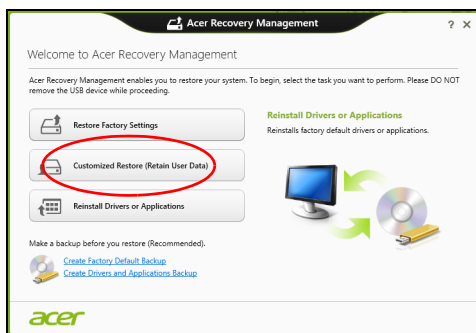 Acer Recovery Management
? X
Welcome to Acer Recovery Management
Acer Recovery Management enables you to restore your system. To begin, select the task you want to perform. Please DO NOT
remove the USB device while proceeding.
Restore Factory Settings
Customized Restore (Retain User Data)
Reinstall Drivers or Applications
Reinstall Drivers or Applications
Reinstalls factory default drivers or applications.
Make a backup before you restore (Recommended).
Create Factory Default Backup
Create Drivers and Applications Backup
acer